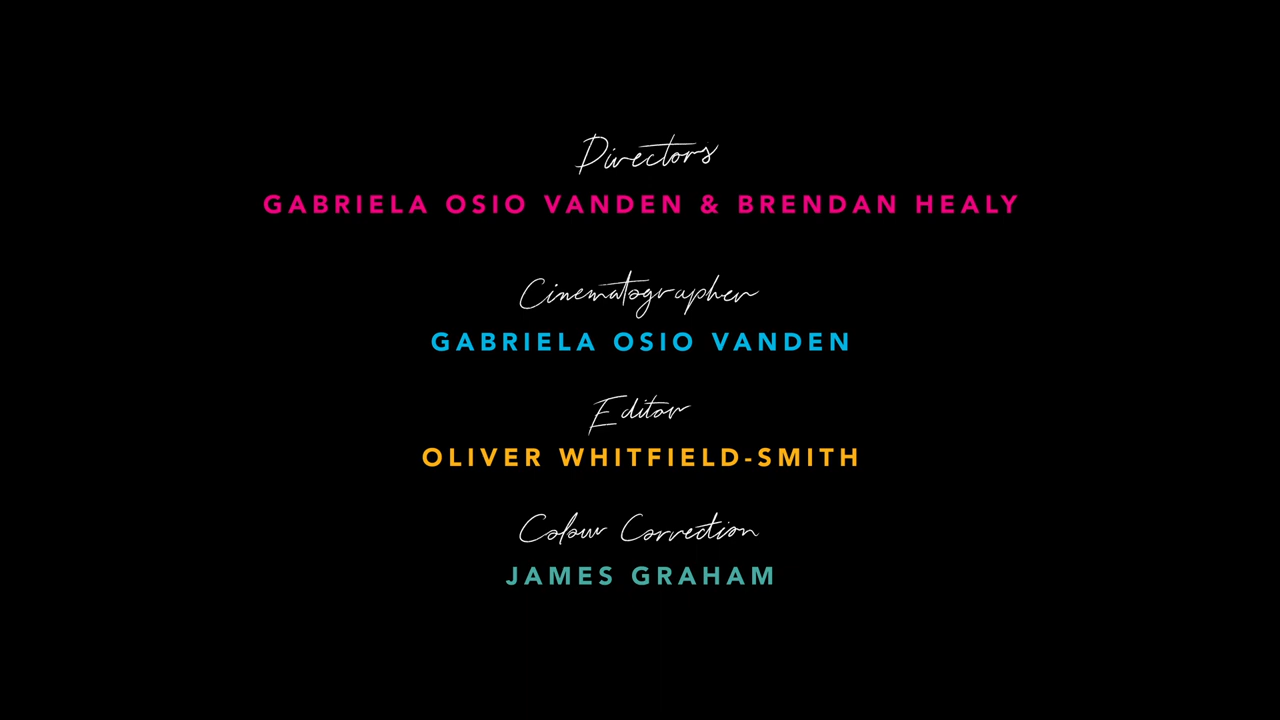 Directors
GABRIELA OSIO VANDEN & BRENDAN HEALY
Cinematographer
GABRIELA OSIO VANDEN
Editor
OLIVER WHITFIELD-SMITH
Colour Correction
JAMES GRAHAM